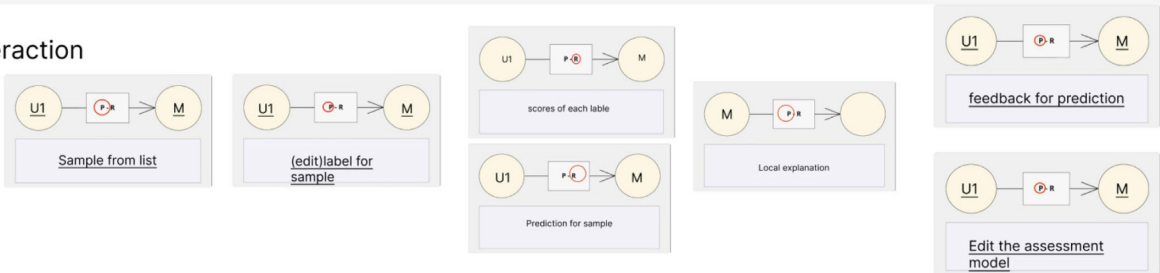 eraction
U1 P - R M
Sample from list
U1 P - R M
(edit)label for
sample
U1 P - R M
scores of each lable
U1 P - R M
Prediction for sample
M P - R
Local explanation
U1 P - R M
feedback for prediction
U1 P - R M
Edit the assessment
model